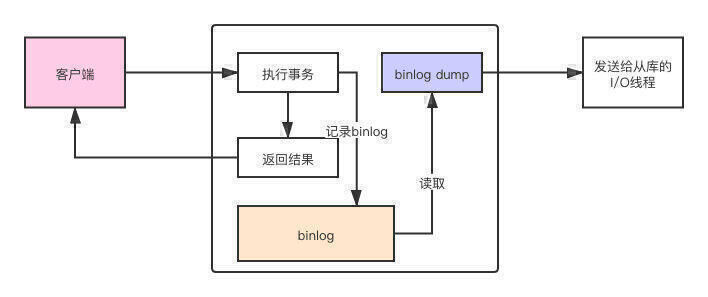 客户端
执行事务
binlog dump
发送给从库的
I/O线程
记录binlog
返回结果
读取
binlog